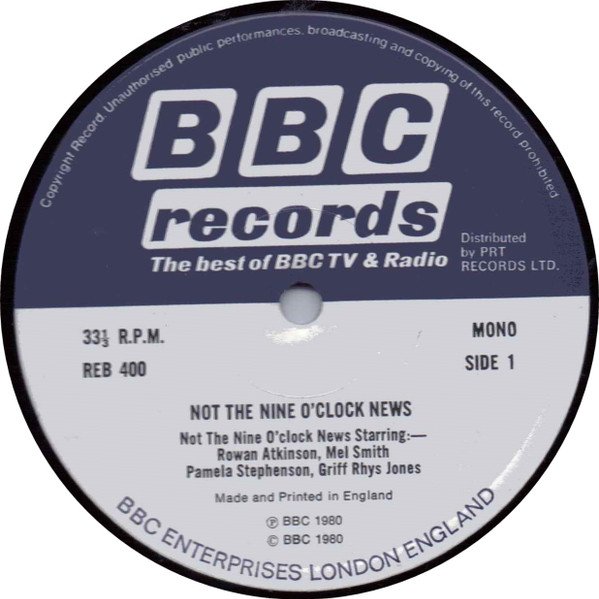 Copyright Record. Unauthorised public performances. broadcasting and copying of this record prohibited
BBC
records
The best of BBC TV & Radio
Distributed
by PRT
RECORDS LTD.
33⅓ R.P.M.
MONO
REB 400
SIDE 1
NOT THE NINE O'CLOCK NEWS
Not The Nine O'clock News Starring:—
Rowan Atkinson, Mel Smith
Pamela Stephenson, Griff Rhys Jones
Made and Printed in England
℗ BBC 1980
© BBC 1980
BBC ENTERPRISES LONDON ENGLAND